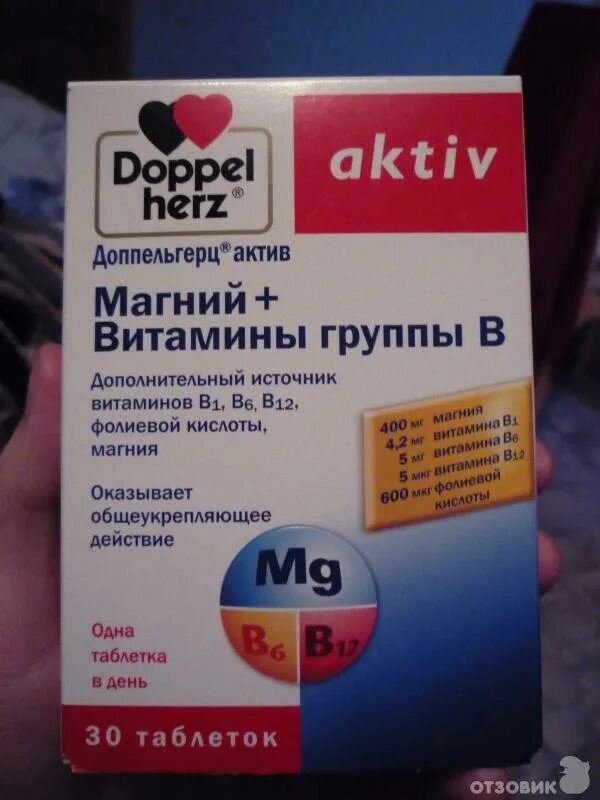 Doppel
herz®
aktiv
Доппельгерц® актив
Магний +
Витамины группы В
Дополнительный источник
витаминов В1, В6, В12,
фолиевой кислоты,
магния
400 мг магния
4,2 мг витамина В1
5 мг витамина В6
5 мкг витамина В12
600 мкг фолиевой
кислоты
Оказывает
общеукрепляющее
действие
Mg
B6 B12
Одна
таблетка
в день
30 таблеток
ОТЗОВИК